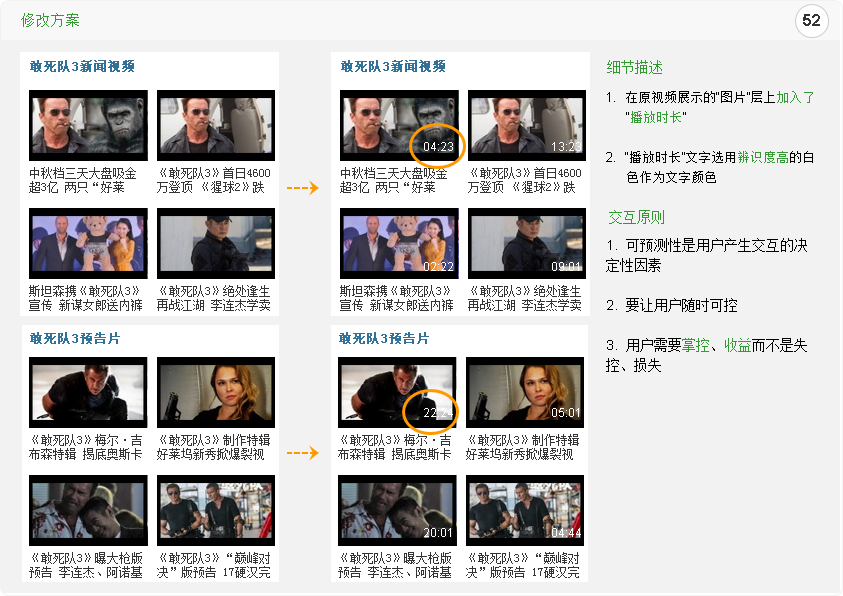 修改方案
52
敢死队3新闻视频
中秋档三天大盘吸金
超3亿 两只“好莱
《敢死队3》首日4600
万登顶 《猩球2》跌
斯坦森携《敢死队3》
宣传 新谋女郎送内裤
《敢死队3》绝处逢生
再战江湖 李连杰学卖
敢死队3预告片
《敢死队3》梅尔·吉
布森特辑 揭底奥斯卡
《敢死队3》制作特辑
好莱坞新秀掀爆裂视
《敢死队3》曝大枪版
预告 李连杰、阿诺基
《敢死队3》“巅峰对
决”版预告 17硬汉完
敢死队3新闻视频
04:23
13:23
中秋档三天大盘吸金
超3亿 两只“好莱
《敢死队3》首日4600
万登顶 《猩球2》跌
02:22
09:01
斯坦森携《敢死队3》
宣传 新谋女郎送内裤
《敢死队3》绝处逢生
再战江湖 李连杰学卖
敢死队3预告片
22:24
05:01
《敢死队3》梅尔·吉
布森特辑 揭底奥斯卡
《敢死队3》制作特辑
好莱坞新秀掀爆裂视
20:01
04:44
《敢死队3》曝大枪版
预告 李连杰、阿诺基
《敢死队3》“巅峰对
决”版预告 17硬汉完
细节描述
1. 在原视频展示的“图片”层上加入了
“播放时长”
2. “播放时长”文字选用辨识度高的白
色作为文字颜色
交互原则
1. 可预测性是用户产生交互的决
定性因素
2. 要让用户随时可控
3. 用户需要掌控、收益而不是失
控、损失